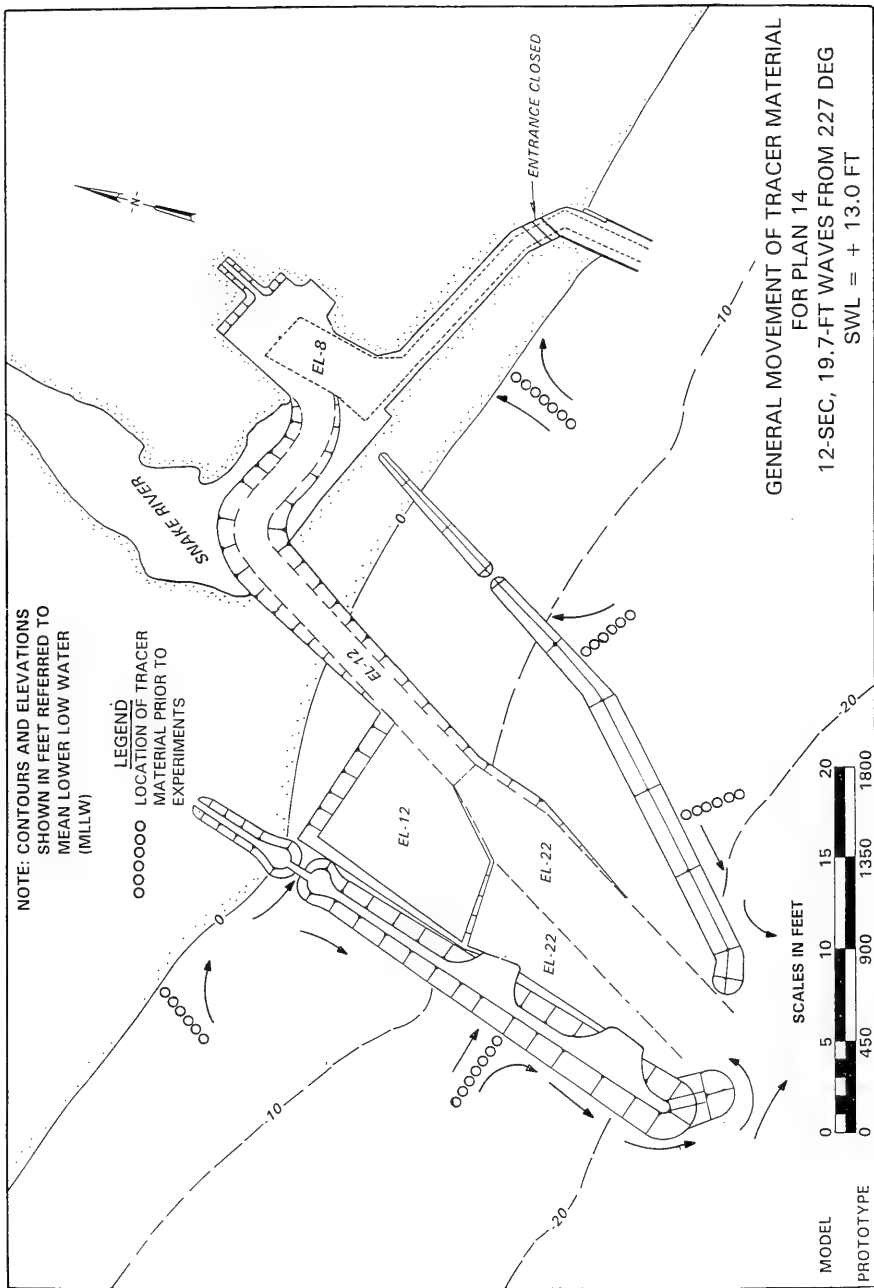 NOTE: CONTOURS AND ELEVATIONS
SHOWN IN FEET REFERRED TO
MEAN LOWER LOW WATER
(MLLW)
LEGEND
OOOOOO LOCATION OF TRACER
MATERIAL PRIOR TO
EXPERIMENTS
SNAKE RIVER
-N-
EL-8
ENTRANCE CLOSED
0
0
EL-12
EL-12
EL-22
EL-22
-10
-10
-20
-20
GENERAL MOVEMENT OF TRACER MATERIAL
FOR PLAN 14
12-SEC, 19.7-FT WAVES FROM 227 DEG
SWL = + 13.0 FT
SCALES IN FEET
MODEL 0 5 10 15 20
PROTOTYPE 0 450 900 1350 1800